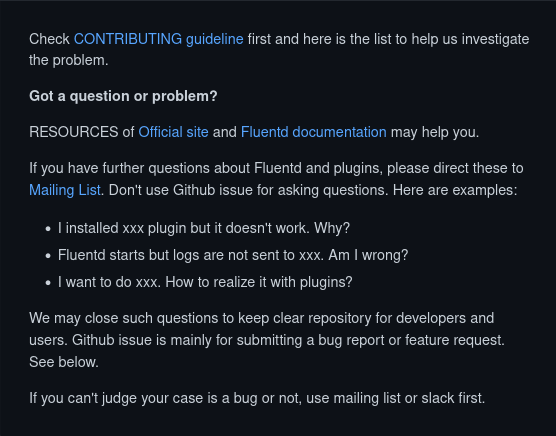 Check CONTRIBUTING guideline first and here is the list to help us investigate
the problem.
Got a question or problem?
RESOURCES of Official site and Fluentd documentation may help you.
If you have further questions about Fluentd and plugins, please direct these to
Mailing List. Don't use Github issue for asking questions. Here are examples:
• I installed xxx plugin but it doesn't work. Why?
• Fluentd starts but logs are not sent to xxx. Am I wrong?
• I want to do xxx. How to realize it with plugins?
We may close such questions to keep clear repository for developers and
users. Github issue is mainly for submitting a bug report or feature request.
See below.
If you can't judge your case is a bug or not, use mailing list or slack first.